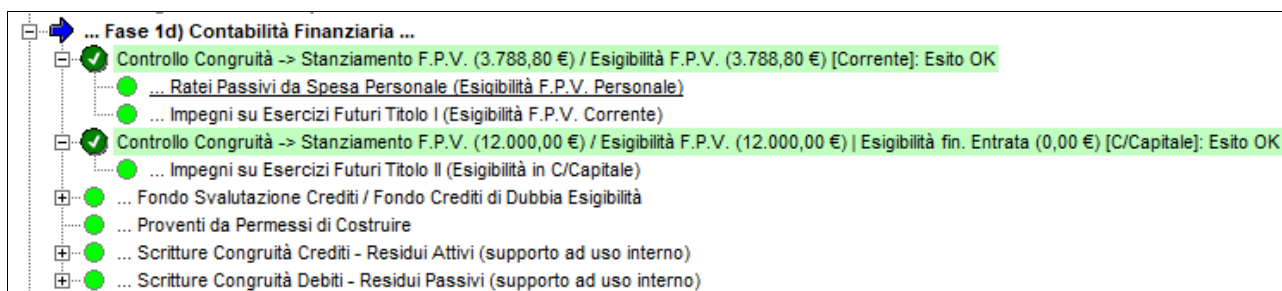 ... Fase 1d) Contabilità Finanziaria ...
Controllo Congruità -> Stanziamento F.P.V. (3.788,80 €) / Esigibilità F.P.V. (3.788,80 €) [Corrente]: Esito OK
... Ratei Passivi da Spesa Personale (Esigibilità F.P.V. Personale)
... Impegni su Esercizi Futuri Titolo I (Esigibilità F.P.V. Corrente)
Controllo Congruità -> Stanziamento F.P.V. (12.000,00 €) / Esigibilità F.P.V. (12.000,00 €) | Esigibilità fin. Entrata (0,00 €) [C/Capitale]: Esito OK
... Impegni su Esercizi Futuri Titolo II (Esigibilità in C/Capitale)
... Fondo Svalutazione Crediti / Fondo Crediti di Dubbia Esigibilità
... Proventi da Permessi di Costruire
... Scritture Congruità Crediti - Residui Attivi (supporto ad uso interno)
... Scritture Congruità Debiti - Residui Passivi (supporto ad uso interno)